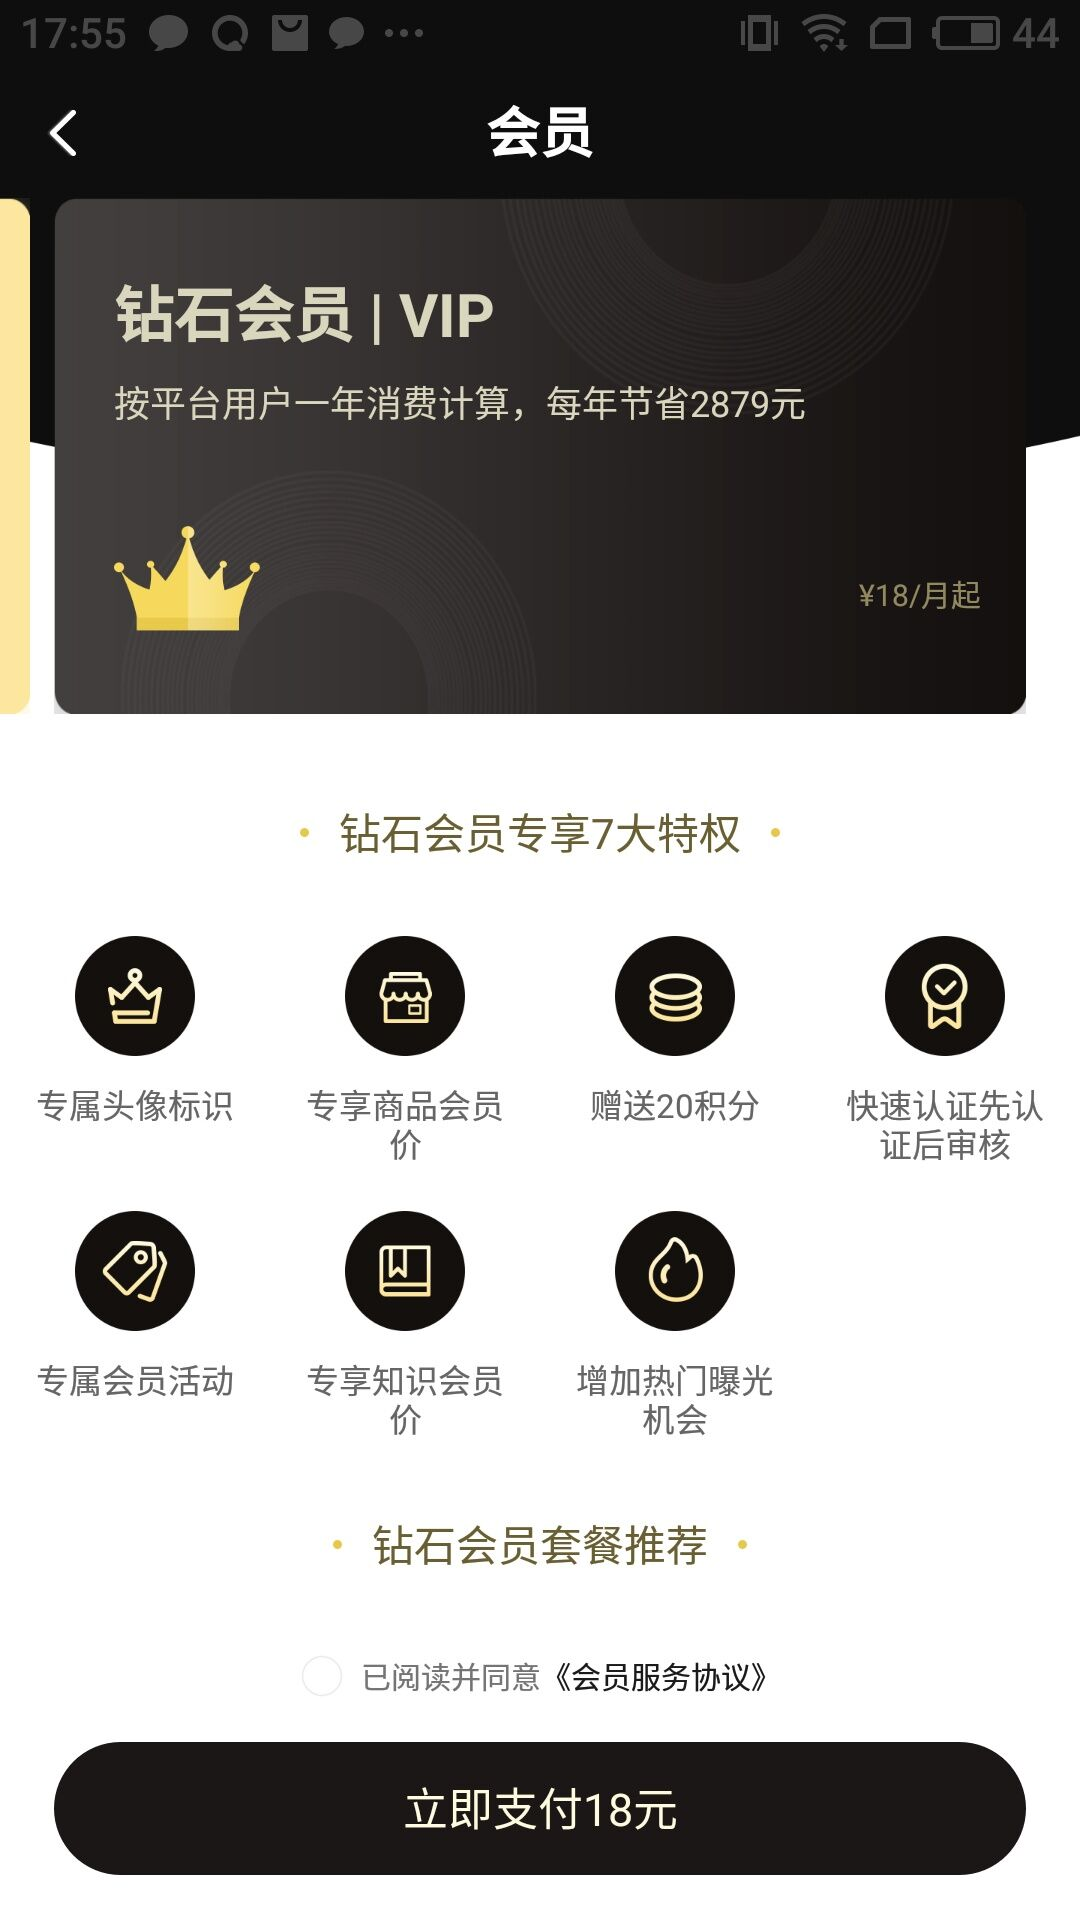 17:55
44
会员
钻石会员 | VIP
按平台用户一年消费计算，每年节省2879元
¥18/月起
钻石会员专享7大特权
专属头像标识
专享商品会员
价
赠送20积分
快速认证先认
证后审核
专属会员活动
专享知识会员
价
增加热门曝光
机会
钻石会员套餐推荐
已阅读并同意《会员服务协议》
立即支付18元